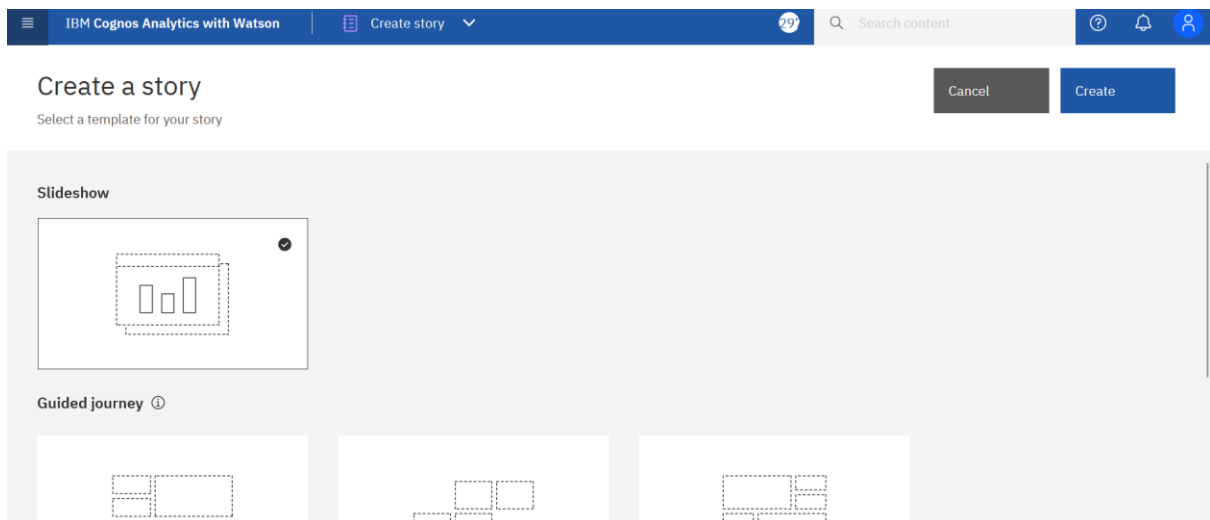 IBM Cognos Analytics with Watson
Create story
Search content
Create a story
Cancel
Create
Select a template for your story
Slideshow
Guided journey